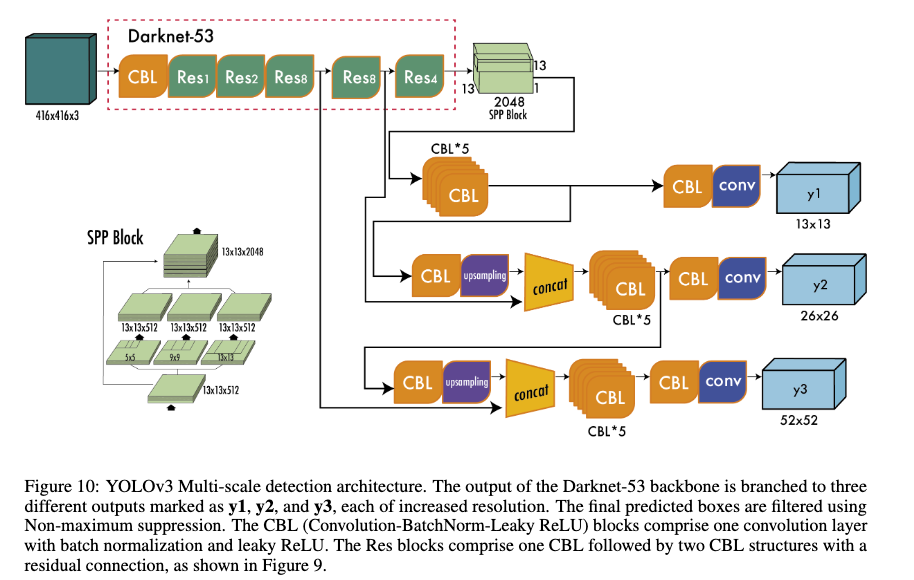 Darknet-53
CBL Res1 Res2 Res8 Res8 Res4
416x416x3
13
13
1
2048
SPP Block
CBL*5
CBL
CBL conv y1
13x13
SPP Block
13x13x2048
13x13x512 13x13x512 13x13x512
5x5 9x9 13x13
13x13x512
CBL upsampling concat CBL CBL conv y2
CBL*5
26x26
CBL upsampling concat CBL CBL conv y3
CBL*5
52x52
Figure 10: YOLOv3 Multi-scale detection architecture. The output of the Darknet-53 backbone is branched to three
different outputs marked as y1, y2, and y3, each of increased resolution. The final predicted boxes are filtered using
Non-maximum suppression. The CBL (Convolution-BatchNorm-Leaky ReLU) blocks comprise one convolution layer
with batch normalization and leaky ReLU. The Res blocks comprise one CBL followed by two CBL structures with a
residual connection, as shown in Figure 9.